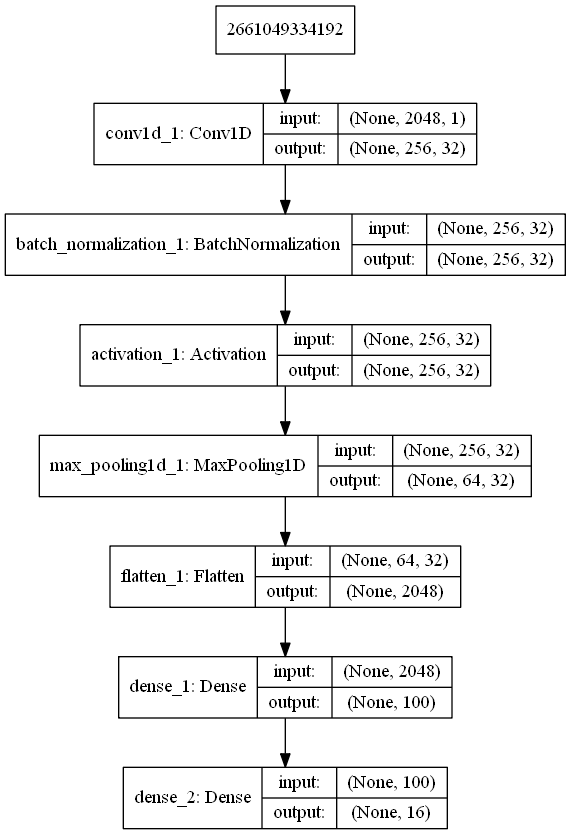 2661049334192
conv1d_1: Conv1D
input: (None, 2048, 1)
output: (None, 256, 32)
batch_normalization_1: BatchNormalization
input: (None, 256, 32)
output: (None, 256, 32)
activation_1: Activation
input: (None, 256, 32)
output: (None, 256, 32)
max_pooling1d_1: MaxPooling1D
input: (None, 256, 32)
output: (None, 64, 32)
flatten_1: Flatten
input: (None, 64, 32)
output: (None, 2048)
dense_1: Dense
input: (None, 2048)
output: (None, 100)
dense_2: Dense
input: (None, 100)
output: (None, 16)